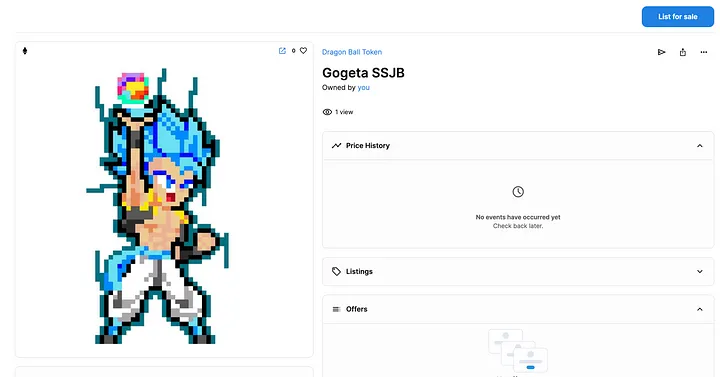 List for sale
0
Dragon Ball Token
Gogeta SSJB
Owned by you
1 view
Price History
No events have occurred yet
Check back later.
Listings
Offers